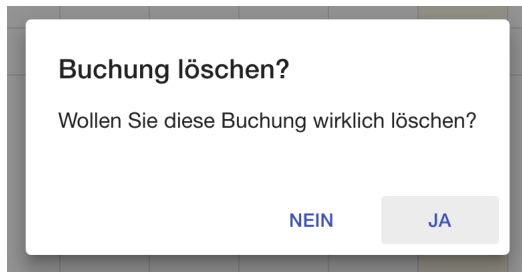 Buchung löschen?
Wollen Sie diese Buchung wirklich löschen?
NEIN JA